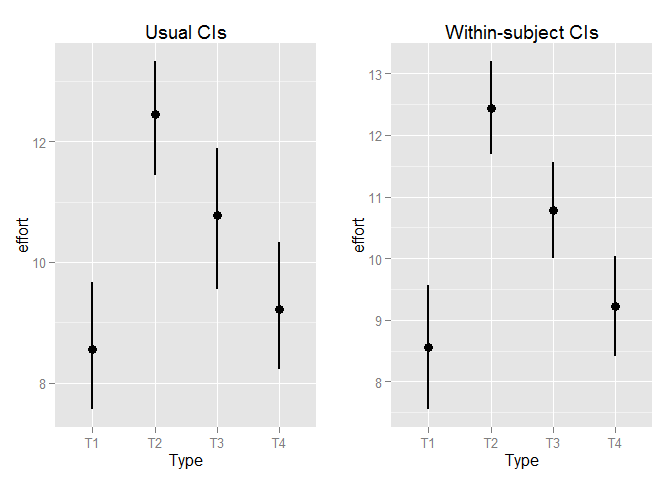 Usual CIs
effort
12
10
8
T1 T2 T3 T4
Type
Within-subject CIs
effort
13
12
11
10
9
8
T1 T2 T3 T4
Type